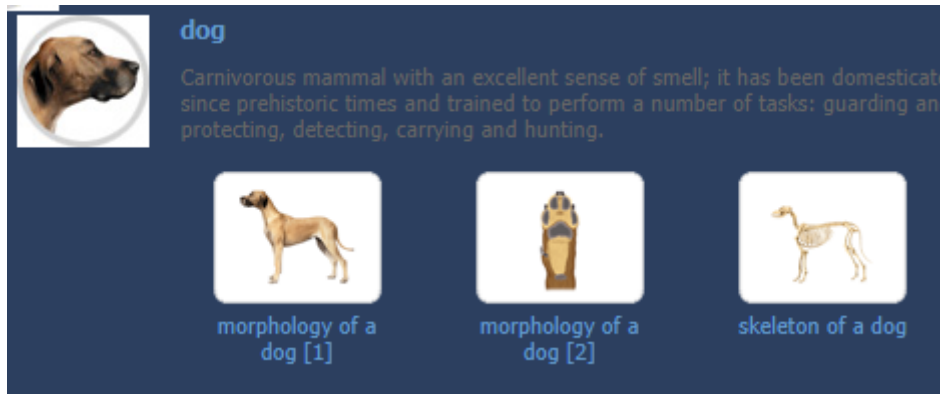 dog
Carnivorous mammal with an excellent sense of smell; it has been
since prehistoric times and trained to perform a number of tasks: guarding
protecting, detecting, carrying and hunting.
morphology of a
dog [1]
morphology of a
dog [2]
skeleton of a dog